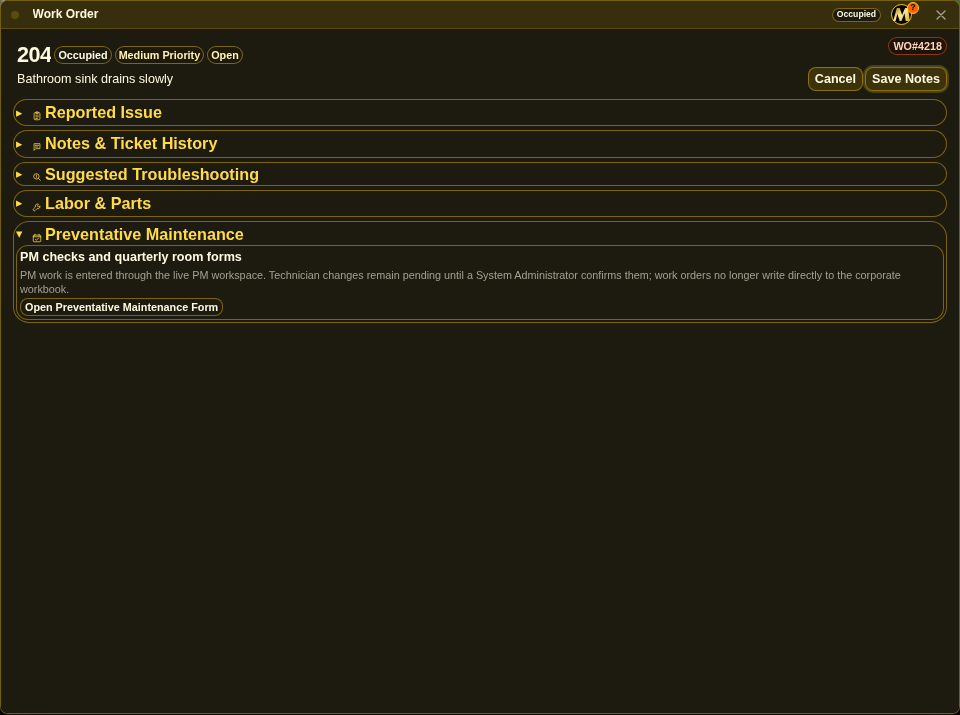 Work Order
Occupied
M ?
WO#4218
204 Occupied Medium Priority Open
Bathroom sink drains slowly
Cancel Save Notes
Reported Issue
Notes & Ticket History
Suggested Troubleshooting
Labor & Parts
Preventative Maintenance
PM checks and quarterly room forms
PM work is entered through the live PM workspace. Technician changes remain pending until a System Administrator confirms them; work orders no longer write directly to the corporate
workbook.
Open Preventative Maintenance Form